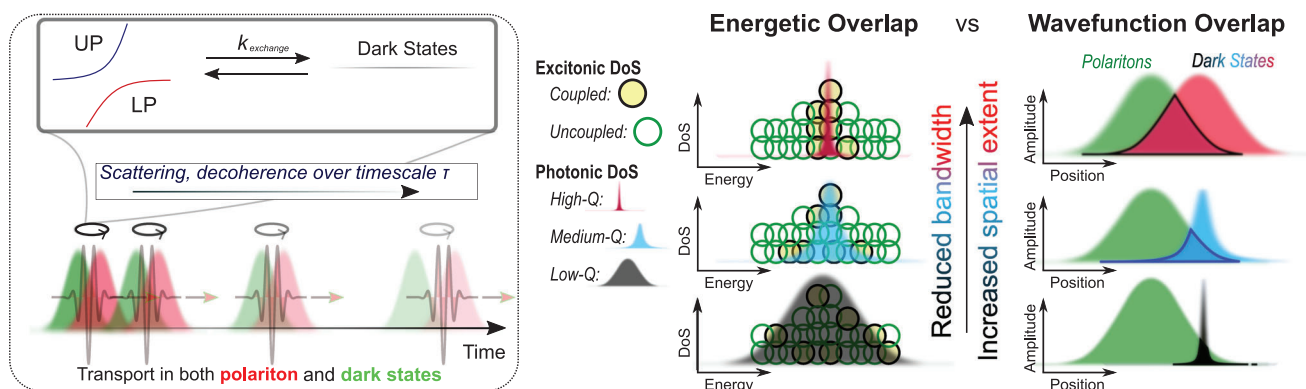 UP
k exchange
Dark States
LP
Scattering, decoherence over timescale τ
Time
Transport in both polariton and dark states
Energetic Overlap vs Wavefunction Overlap
Excitonic DoS
Coupled:
Uncoupled:
Photonic DoS
High-Q:
Medium-Q:
Low-Q:
DoS
Energy
DoS
Energy
DoS
Energy
Reduced bandwidth
Increased spatial extent
Polaritons
Dark States
Amplitude
Position
Amplitude
Position
Amplitude
Position